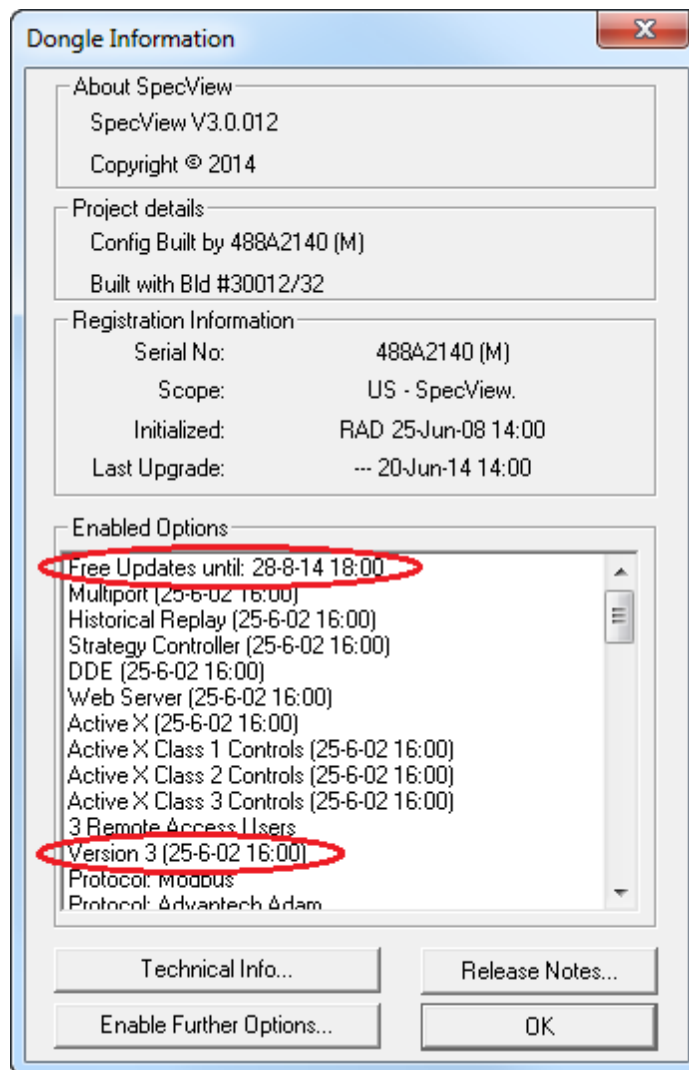 Dongle Information
About SpecView
SpecView V3.0.012
Copyright © 2014
Project details
Config Built by 488A2140 (M)
Built with Bld #30012/32
Registration Information
Serial No: 488A2140 (M)
Scope: US - SpecView.
Initialized: RAD 25-Jun-08 14:00
Last Upgrade: --- 20-Jun-14 14:00
Enabled Options
Free Updates until: 28-8-14 18:00
Multiport (25-6-02 16:00)
Historical Replay (25-6-02 16:00)
Strategy Controller (25-6-02 16:00)
DDE (25-6-02 16:00)
Web Server (25-6-02 16:00)
Active X (25-6-02 16:00)
Active X Class 1 Controls (25-6-02 16:00)
Active X Class 2 Controls (25-6-02 16:00)
Active X Class 3 Controls (25-6-02 16:00)
3 Remote Access Users
Version 3 (25-6-02 16:00)
Protocol: Modbus
Protocol: Advantech Adam
Technical Info...
Release Notes...
Enable Further Options...
OK